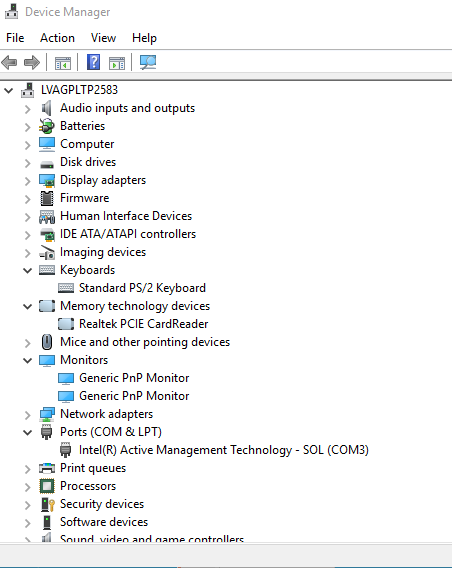 Device Manager
File Action View Help
LVAGPLTP2583
Audio inputs and outputs
Batteries
Computer
Disk drives
Display adapters
Firmware
Human Interface Devices
IDE ATA/ATAPI controllers
Imaging devices
Keyboards
Standard PS/2 Keyboard
Memory technology devices
Realtek PCIE CardReader
Mice and other pointing devices
Monitors
Generic PnP Monitor
Generic PnP Monitor
Network adapters
Ports (COM & LPT)
Intel(R) Active Management Technology - SOL (COM3)
Print queues
Processors
Security devices
Software devices
Sound, video and game controllers